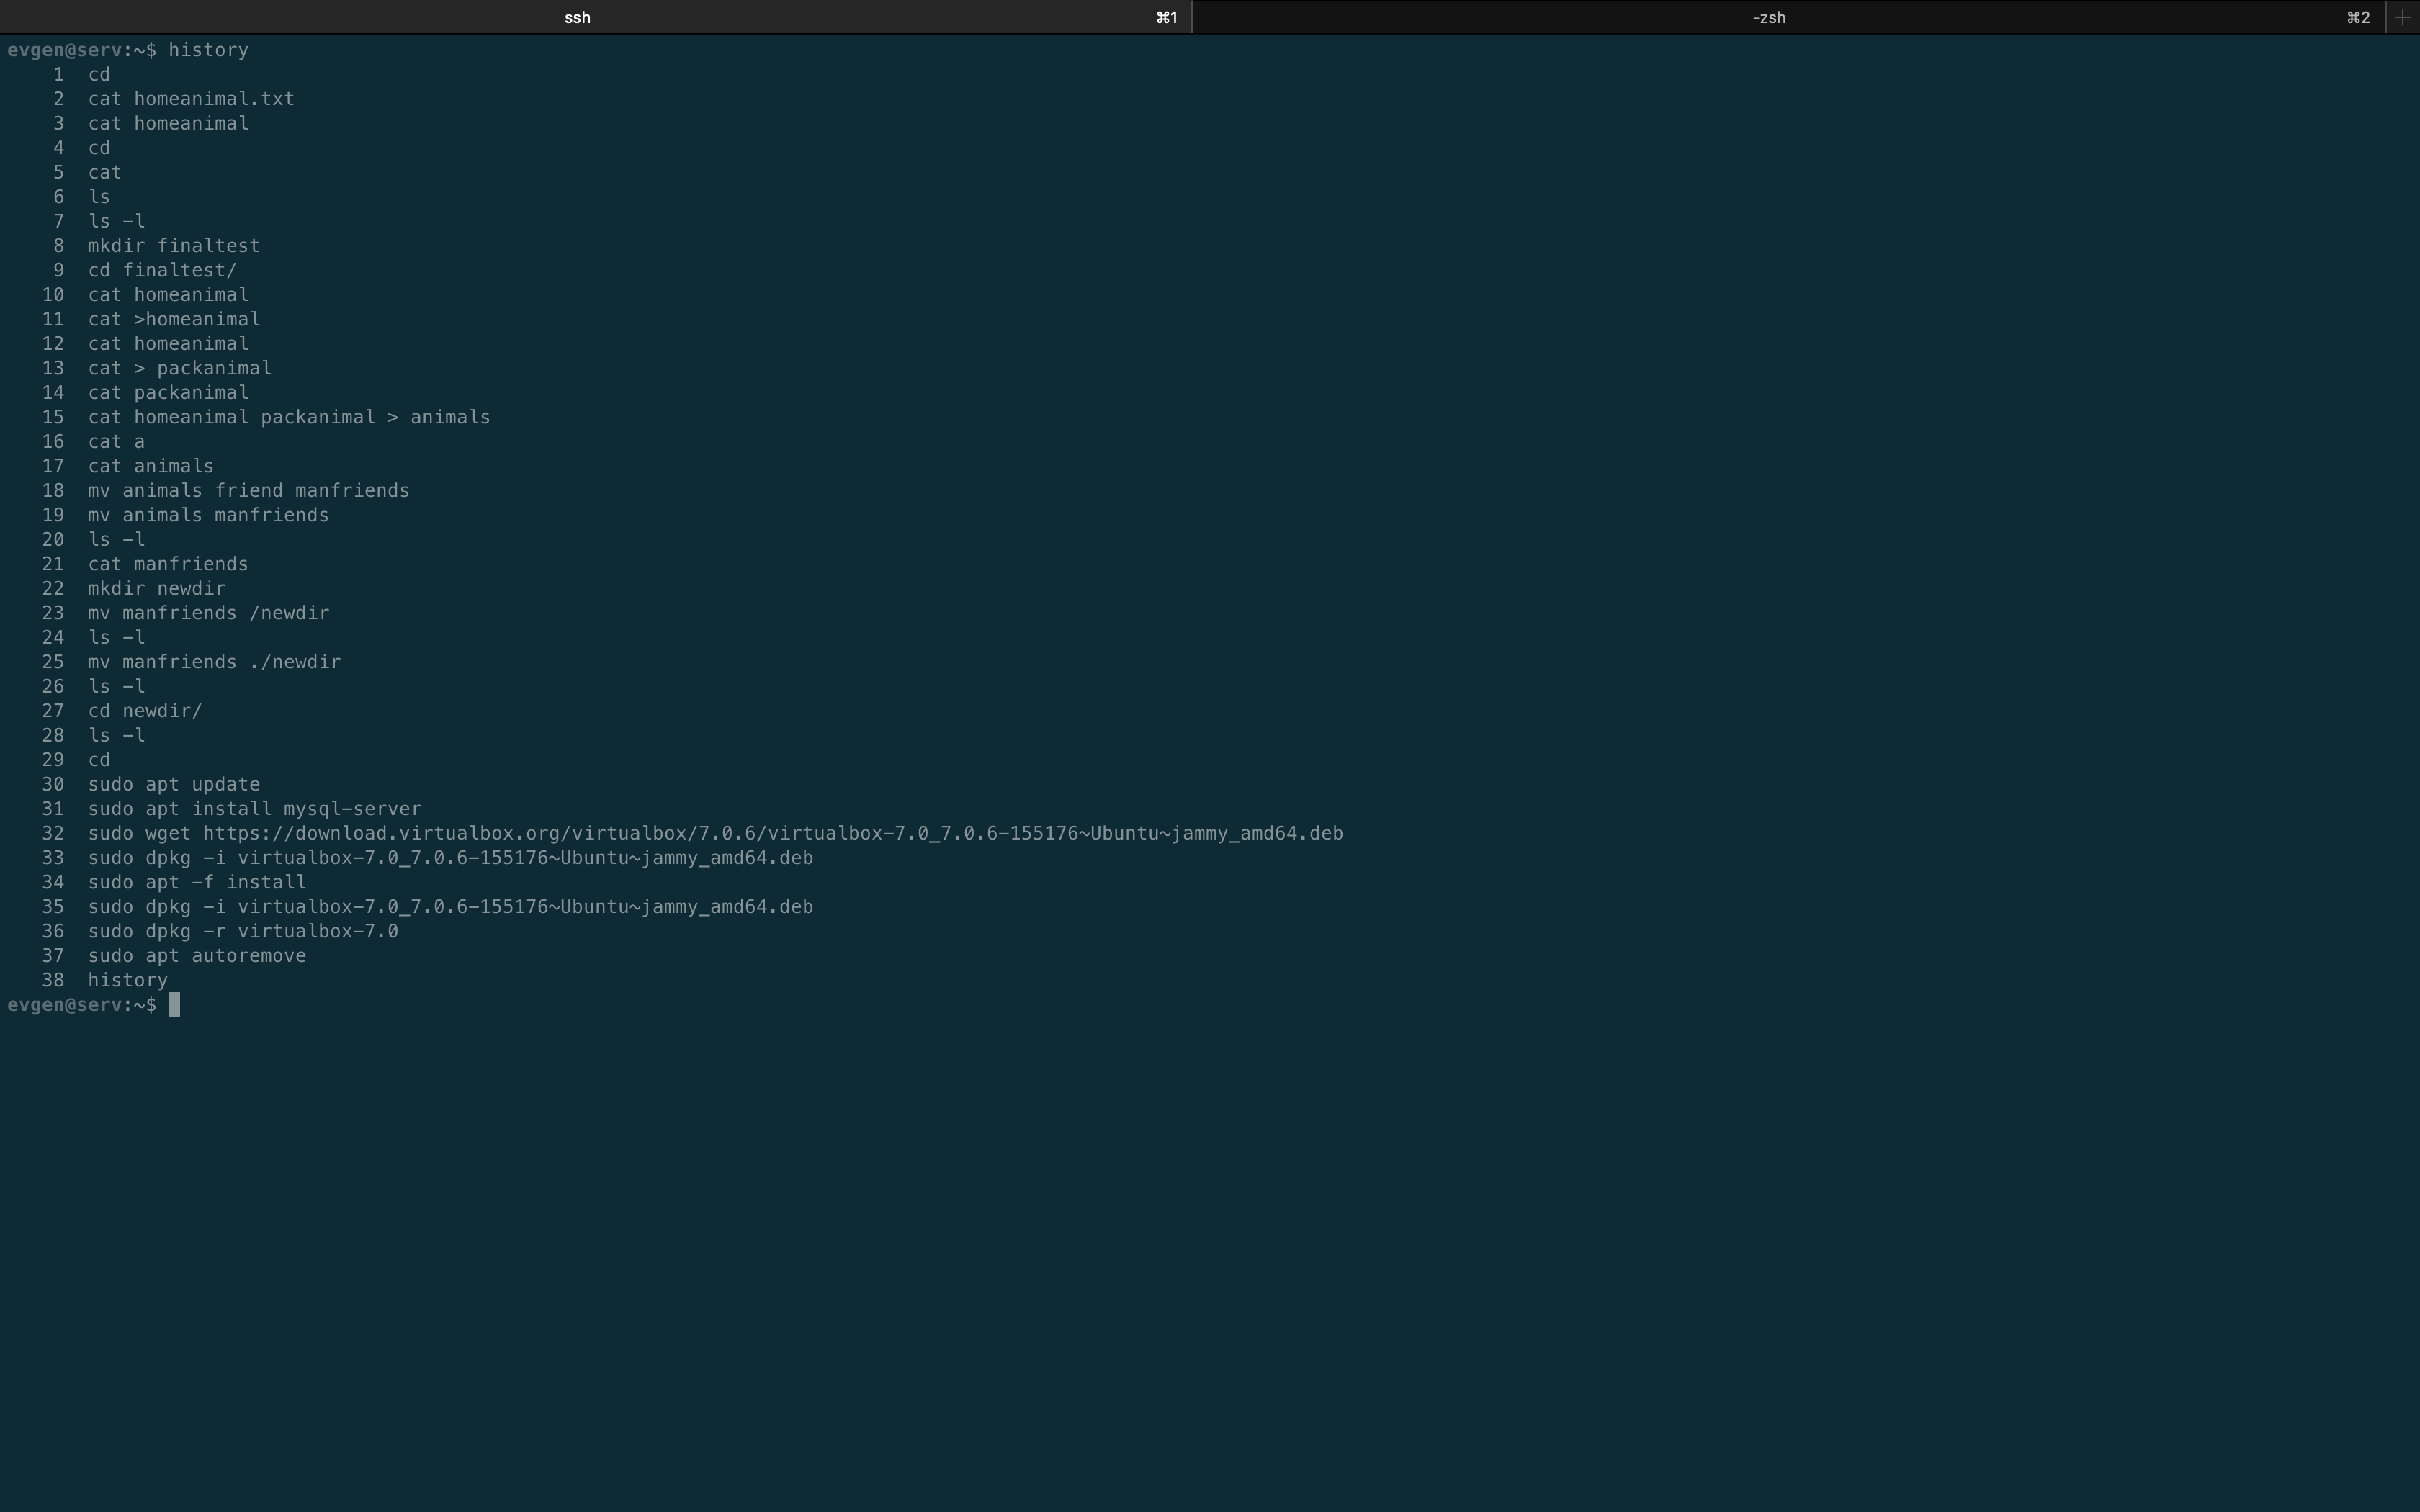 ssh ⌘1 -zsh ⌘2 +
evgen@serv:~$ history
1 cd
2 cat homeanimal.txt
3 cat homeanimal
4 cd
5 cat
6 ls
7 ls -l
8 mkdir finaltest
9 cd finaltest/
10 cat homeanimal
11 cat >homeanimal
12 cat homeanimal
13 cat > packanimal
14 cat packanimal
15 cat homeanimal packanimal > animals
16 cat a
17 cat animals
18 mv animals friend manfriends
19 mv animals manfriends
20 ls -l
21 cat manfriends
22 mkdir newdir
23 mv manfriends /newdir
24 ls -l
25 mv manfriends ./newdir
26 ls -l
27 cd newdir/
28 ls -l
29 cd
30 sudo apt update
31 sudo apt install mysql-server
32 sudo wget https://download.virtualbox.org/virtualbox/7.0.6/virtualbox-7.0_7.0.6-155176~Ubuntu~jammy_amd64.deb
33 sudo dpkg -i virtualbox-7.0_7.0.6-155176~Ubuntu~jammy_amd64.deb
34 sudo apt -f install
35 sudo dpkg -i virtualbox-7.0_7.0.6-155176~Ubuntu~jammy_amd64.deb
36 sudo dpkg -r virtualbox-7.0
37 sudo apt autoremove
38 history
evgen@serv:~$